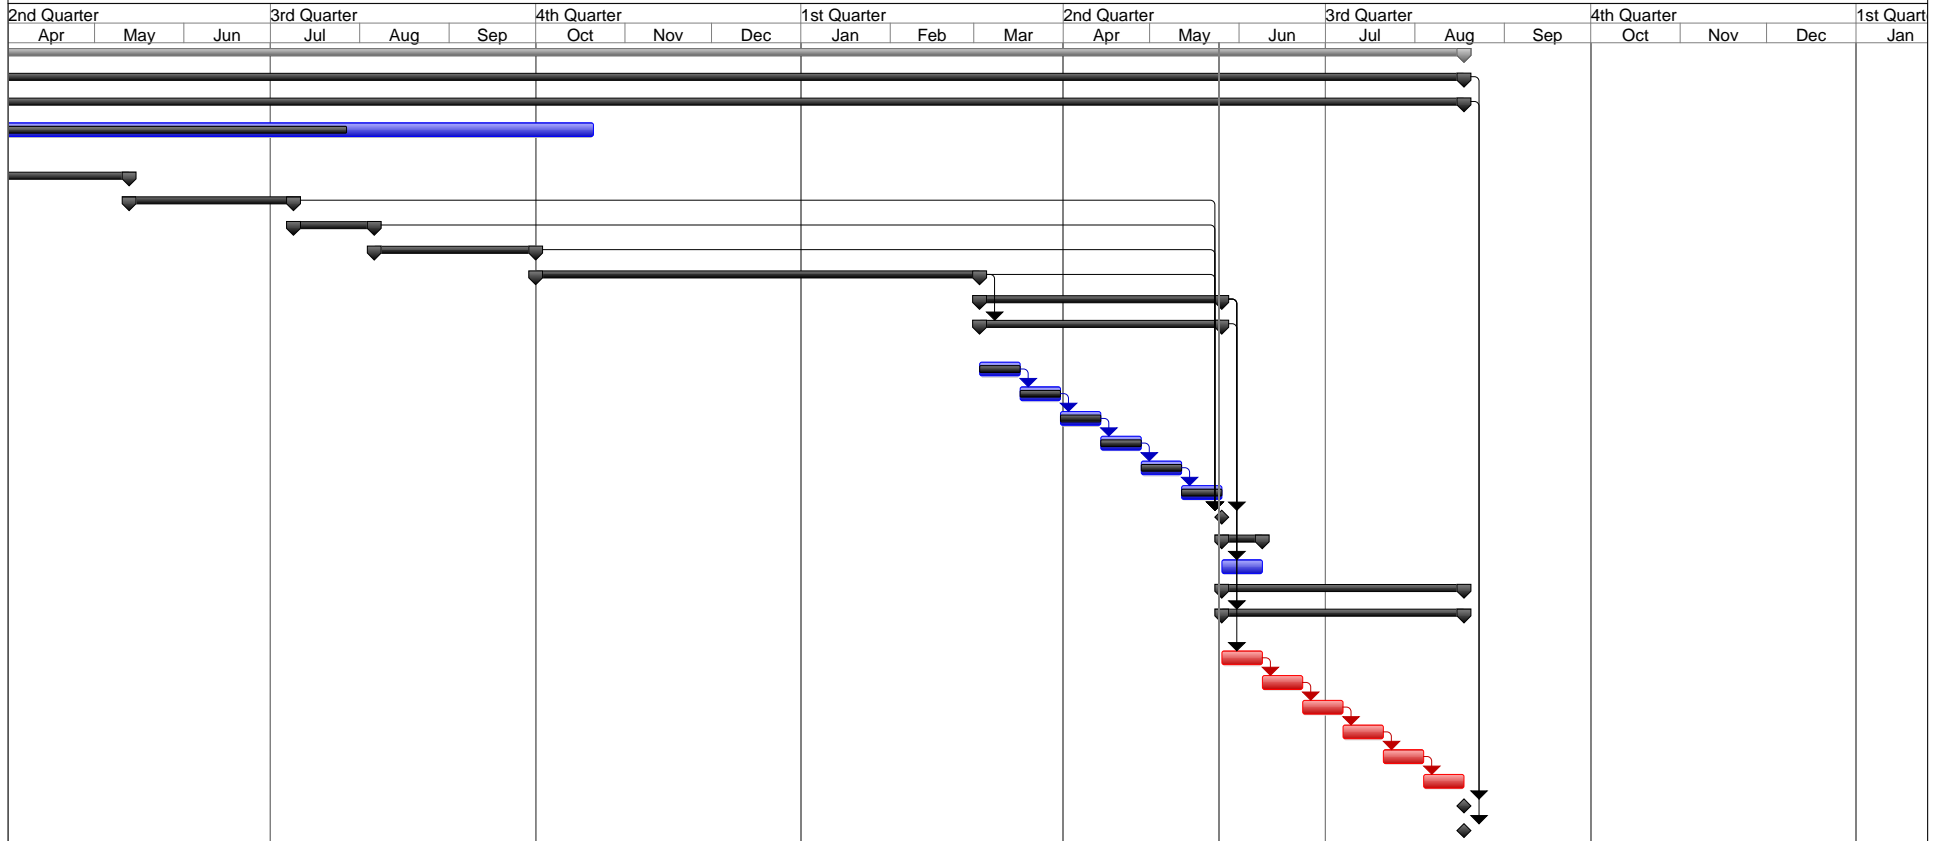 2nd Quarter 3rd Quarter 4th Quarter 1st Quarter 2nd Quarter 3rd Quarter 4th Quarter 1st Quart
Apr May Jun Jul Aug Sep Oct Nov Dec Jan Feb Mar Apr May Jun Jul Aug Sep Oct Nov Dec Jan